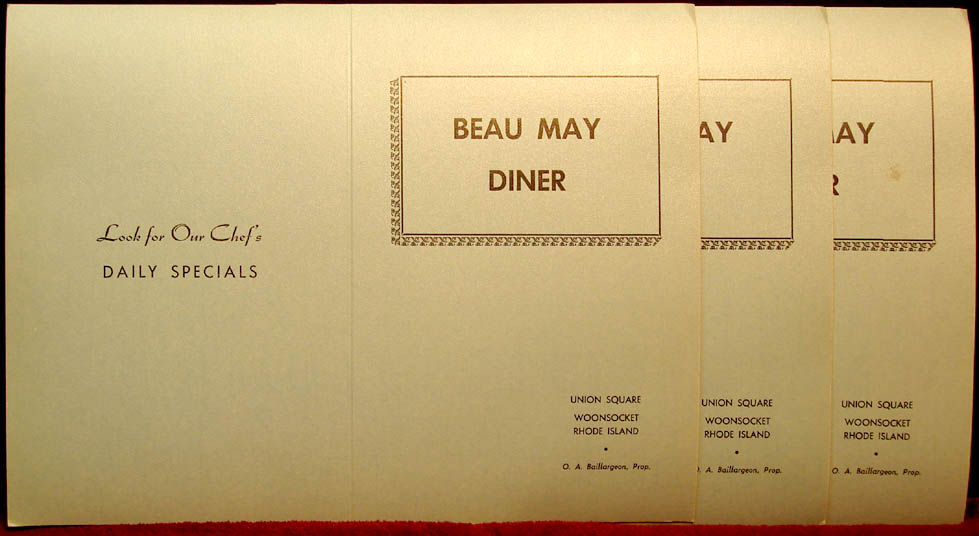 Look for Our Chef's
DAILY SPECIALS
BEAU MAY
DINER
UNION SQUARE
WOONSOCKET
RHODE ISLAND
O. A. Baillargeon, Prop.
AY
UNION SQUARE
WOONSOCKET
RHODE ISLAND
. A. Baillargeon, Prop.
AY
R
UNION SQUARE
WOONSOCKET
RHODE ISLAND
O. A. Baillargeon, Prop.